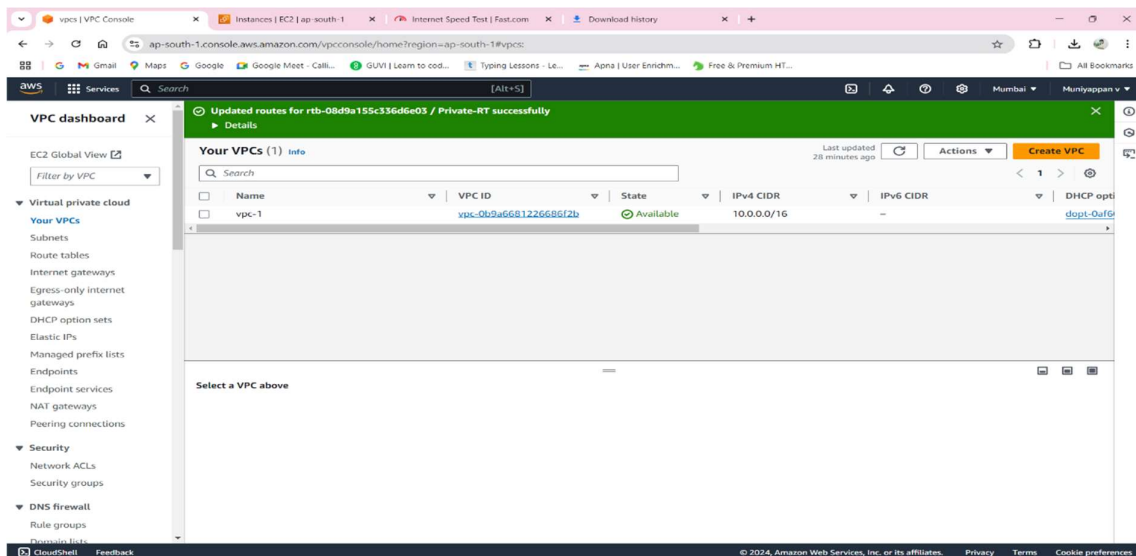 vpcs | VPC Console
Instances | EC2 | ap-south-1
Internet Speed Test | Fast.com
Download history
ap-south-1.console.aws.amazon.com/vpcconsole/home?region=ap-south-1#vpcs:
Gmail
Maps
Google
Google Meet - Calli...
GUVI | Learn to cod...
Typing Lessons - Le...
Apna | User Enrichm...
Free & Premium HT...
All Bookmarks
aws
Services
Search
[Alt+S]
Mumbai
Muniyappan v
VPC dashboard
EC2 Global View
Filter by VPC
Virtual private cloud
Your VPCs
Subnets
Route tables
Internet gateways
Egress-only internet
gateways
DHCP option sets
Elastic IPs
Managed prefix lists
Endpoints
Endpoint services
NAT gateways
Peering connections
Security
Network ACLs
Security groups
DNS firewall
Rule groups
Domain lists
Updated routes for rtb-08d9a155c336d6e03 / Private-RT successfully
Details
Your VPCs (1) Info
Last updated
28 minutes ago
Actions
Create VPC
Search
1
Name
VPC ID
State
IPv4 CIDR
IPv6 CIDR
DHCP opti
vpc-1
vpc-0b9a6681226686f2b
Available
10.0.0.0/16
–
dopt-0af6
Select a VPC above
CloudShell
Feedback
© 2024, Amazon Web Services, Inc. or its affiliates.
Privacy
Terms
Cookie preferences